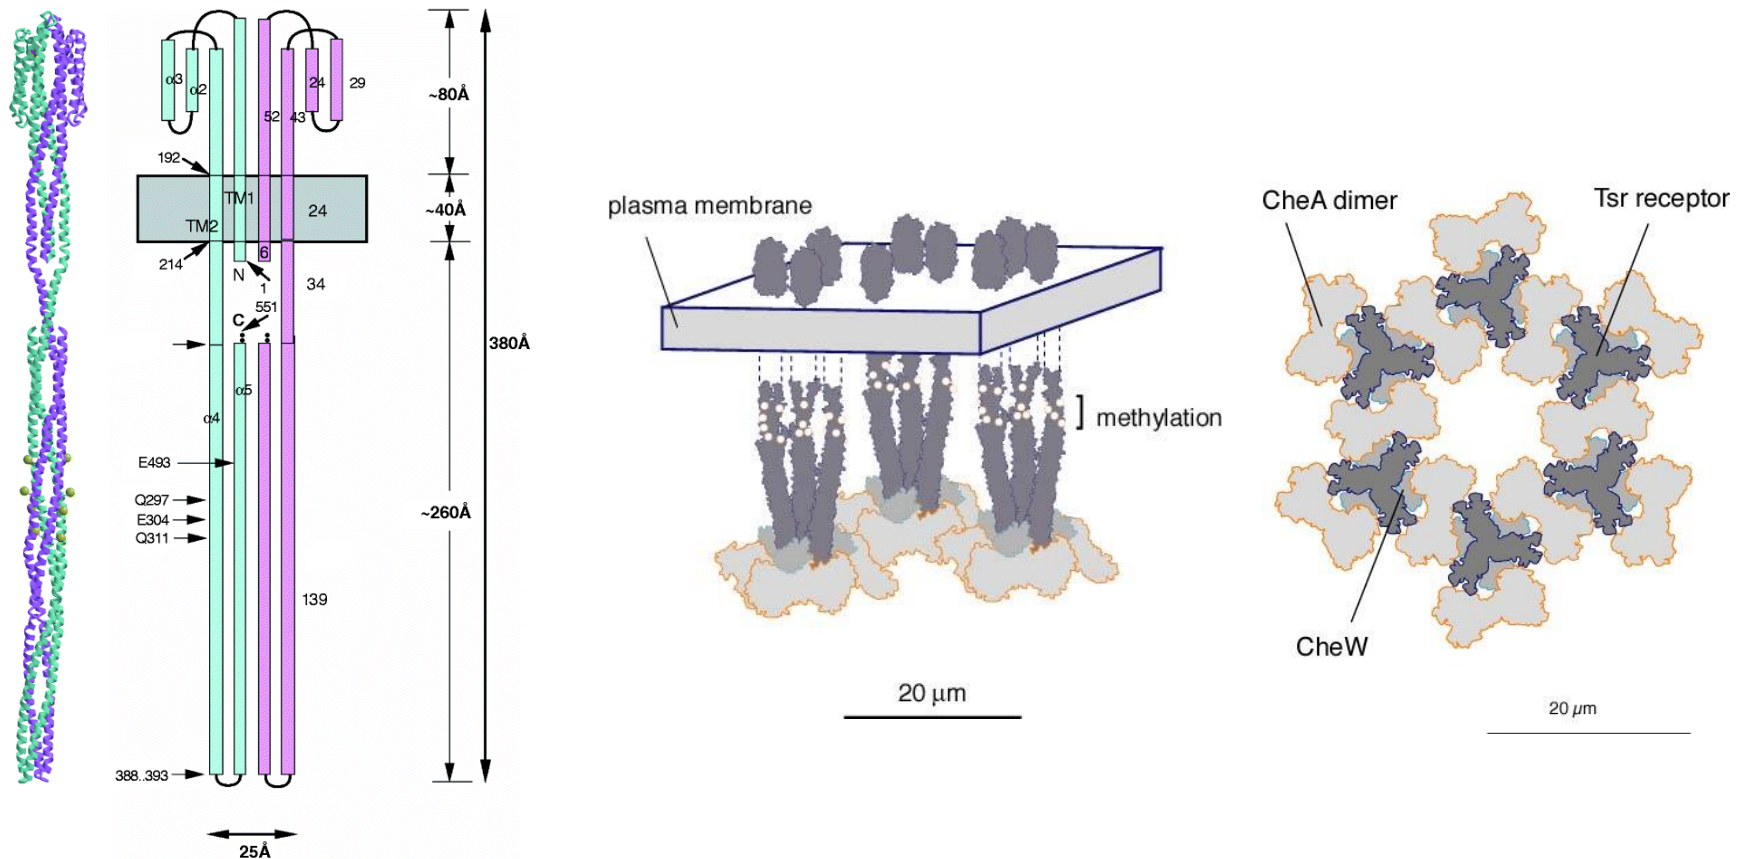 α3
α2
24
29
52
43
~80Å
192
TM1
TM2
24
~40Å
214
6
N
1
34
551
C
380Å
α5
α4
E493
Q297
E304
Q311
~260Å
139
388..393
25Å
plasma membrane
methylation
20 μm
CheA dimer
Tsr receptor
CheW
20 μm